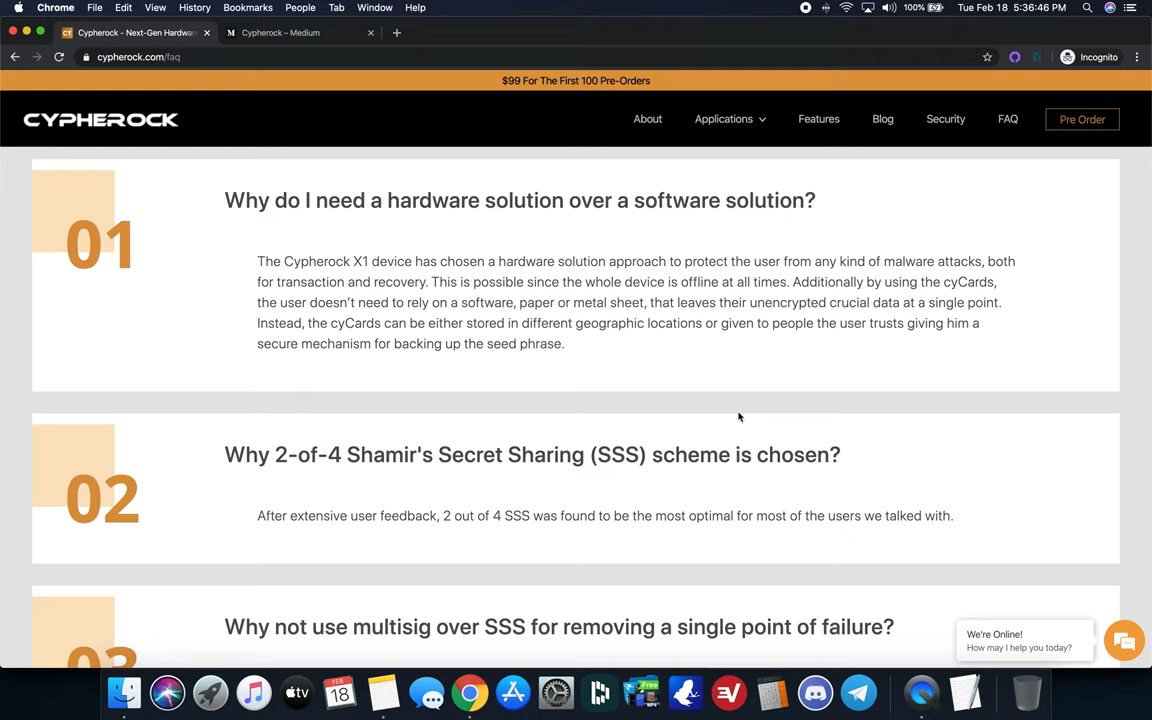 Chrome File Edit View History Bookmarks People Tab Window Help 100% Tue Feb 18 5:36:46 PM
Cypherock - Next-Gen Hardwar
Cypherock – Medium
cypherock.com/faq
Incognito
$99 For The First 100 Pre-Orders
CYPHEROCK About Applications Features Blog Security FAQ Pre Order
01
Why do I need a hardware solution over a software solution?
The Cypherock X1 device has chosen a hardware solution approach to protect the user from any kind of malware attacks, both
for transaction and recovery. This is possible since the whole device is offline at all times. Additionally by using the cyCards,
the user doesn't need to rely on a software, paper or metal sheet, that leaves their unencrypted crucial data at a single point.
Instead, the cyCards can be either stored in different geographic locations or given to people the user trusts giving him a
secure mechanism for backing up the seed phrase.
02
Why 2-of-4 Shamir's Secret Sharing (SSS) scheme is chosen?
After extensive user feedback, 2 out of 4 SSS was found to be the most optimal for most of the users we talked with.
03
Why not use multisig over SSS for removing a single point of failure?
We're Online!
How may I help you today?
tv
FEB
18
Free